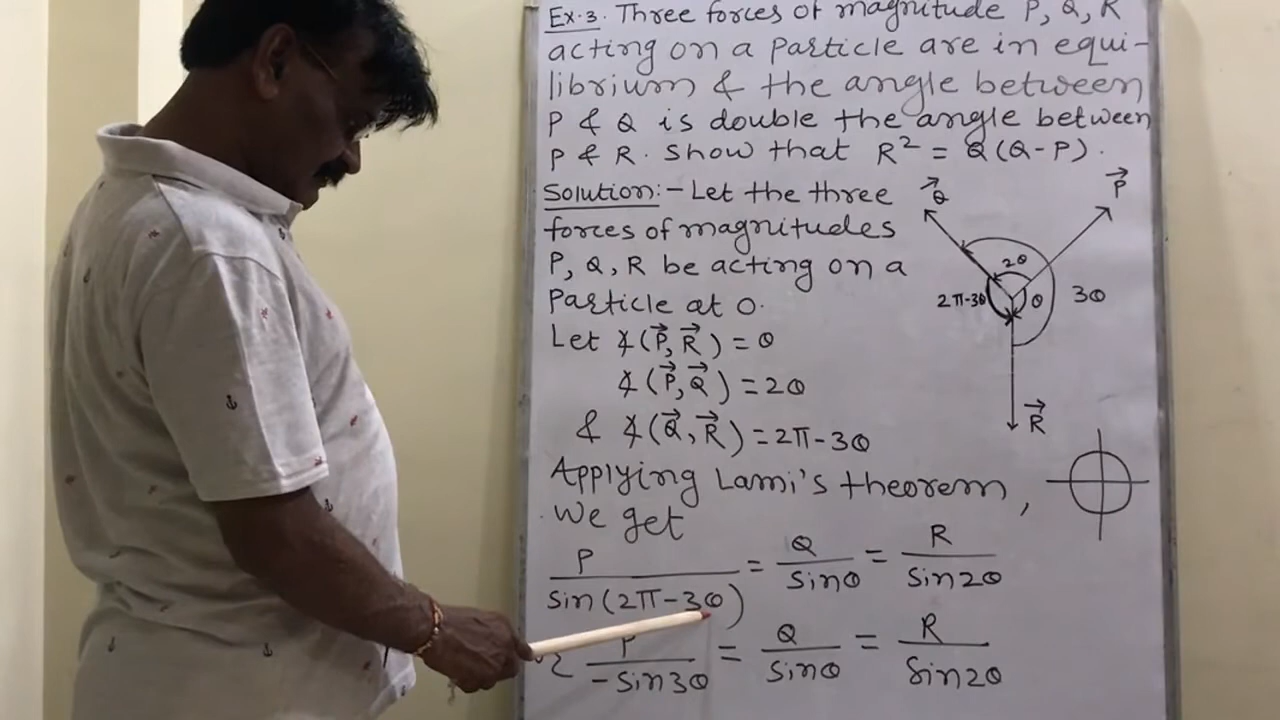 Ex.3. Three forces of magnitude P, Q, R
acting on a particle are in equi-
librium & the angle between
P & Q is double the angle between
P & R. Show that R² = Q(Q-P).
Solution:- Let the three
forces of magnitudes
P, Q, R be acting on a
Particle at O.
Let ∡(P⃗, R⃗) = θ
∡(P⃗, Q⃗) = 2θ
& ∡(Q⃗, R⃗) = 2π-3θ
Applying Lami's theorem,
We get
P/sin(2π-3θ) = Q/sinθ = R/sin2θ
P/-sin3θ = Q/sinθ = R/sin2θ
Q⃗
P⃗
2θ
2π-3θ
θ
3θ
R⃗